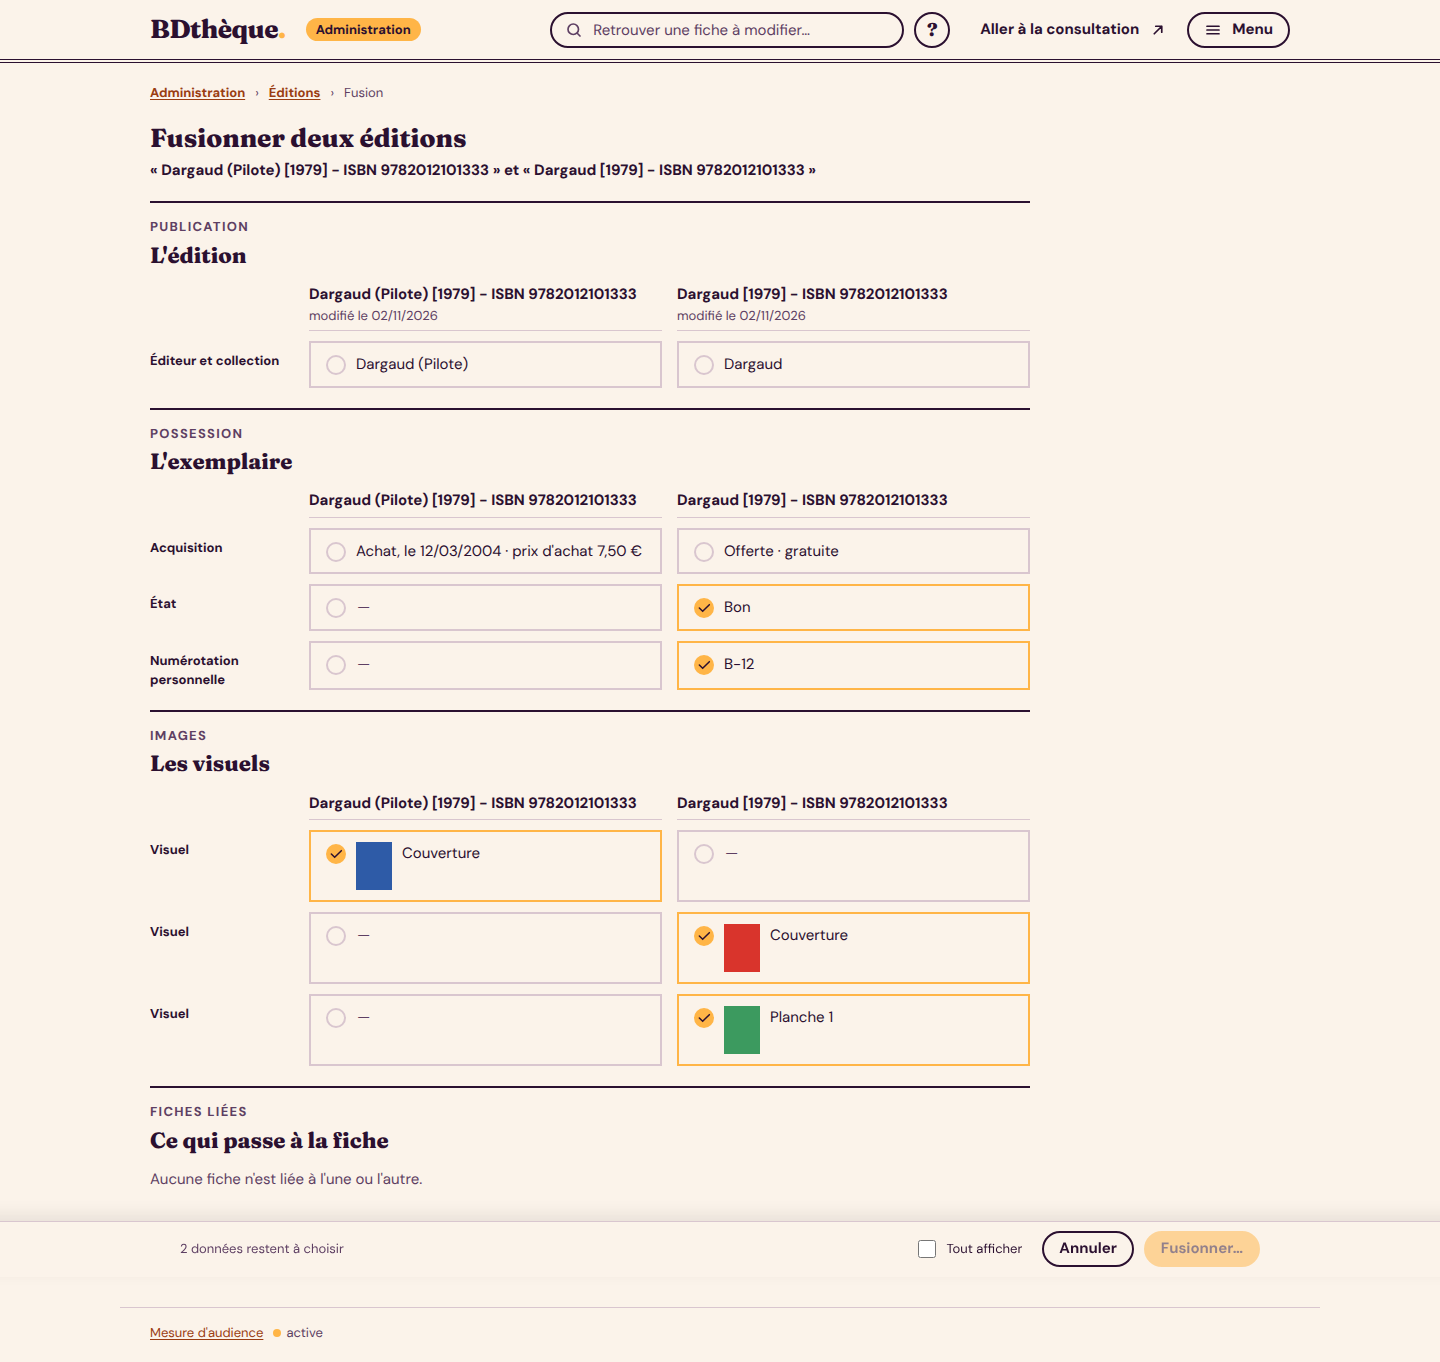 BDthèque. Administration Retrouver une fiche à modifier... ? Aller à la consultation Menu
Administration › Éditions › Fusion
Fusionner deux éditions
« Dargaud (Pilote) [1979] - ISBN 9782012101333 » et « Dargaud [1979] - ISBN 9782012101333 »
PUBLICATION
L'édition
Dargaud (Pilote) [1979] - ISBN 9782012101333 Dargaud [1979] - ISBN 9782012101333
modifié le 02/11/2026 modifié le 02/11/2026
Éditeur et collection Dargaud (Pilote) Dargaud
POSSESSION
L'exemplaire
Dargaud (Pilote) [1979] - ISBN 9782012101333 Dargaud [1979] - ISBN 9782012101333
Acquisition Achat, le 12/03/2004 · prix d'achat 7,50 € Offerte · gratuite
État — Bon
Numérotation personnelle — B-12
IMAGES
Les visuels
Dargaud (Pilote) [1979] - ISBN 9782012101333 Dargaud [1979] - ISBN 9782012101333
Visuel Couverture —
Visuel — Couverture
Visuel — Planche 1
FICHES LIÉES
Ce qui passe à la fiche
Aucune fiche n'est liée à l'une ou l'autre.
2 données restent à choisir Tout afficher Annuler Fusionner...
Mesure d'audience active